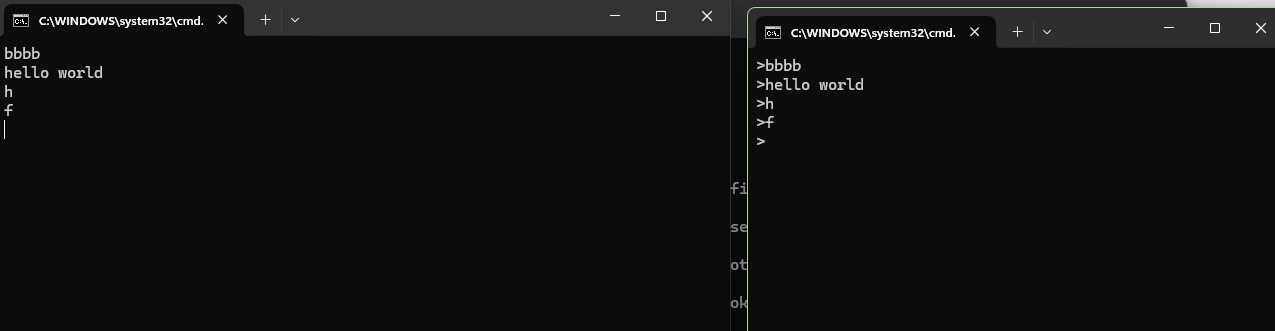 C:\WINDOWS\system32\cmd.
bbbb
hello world
h
f
fi
se
ot
ok
C:\WINDOWS\system32\cmd.
>bbbb
>hello world
>h
>f
>